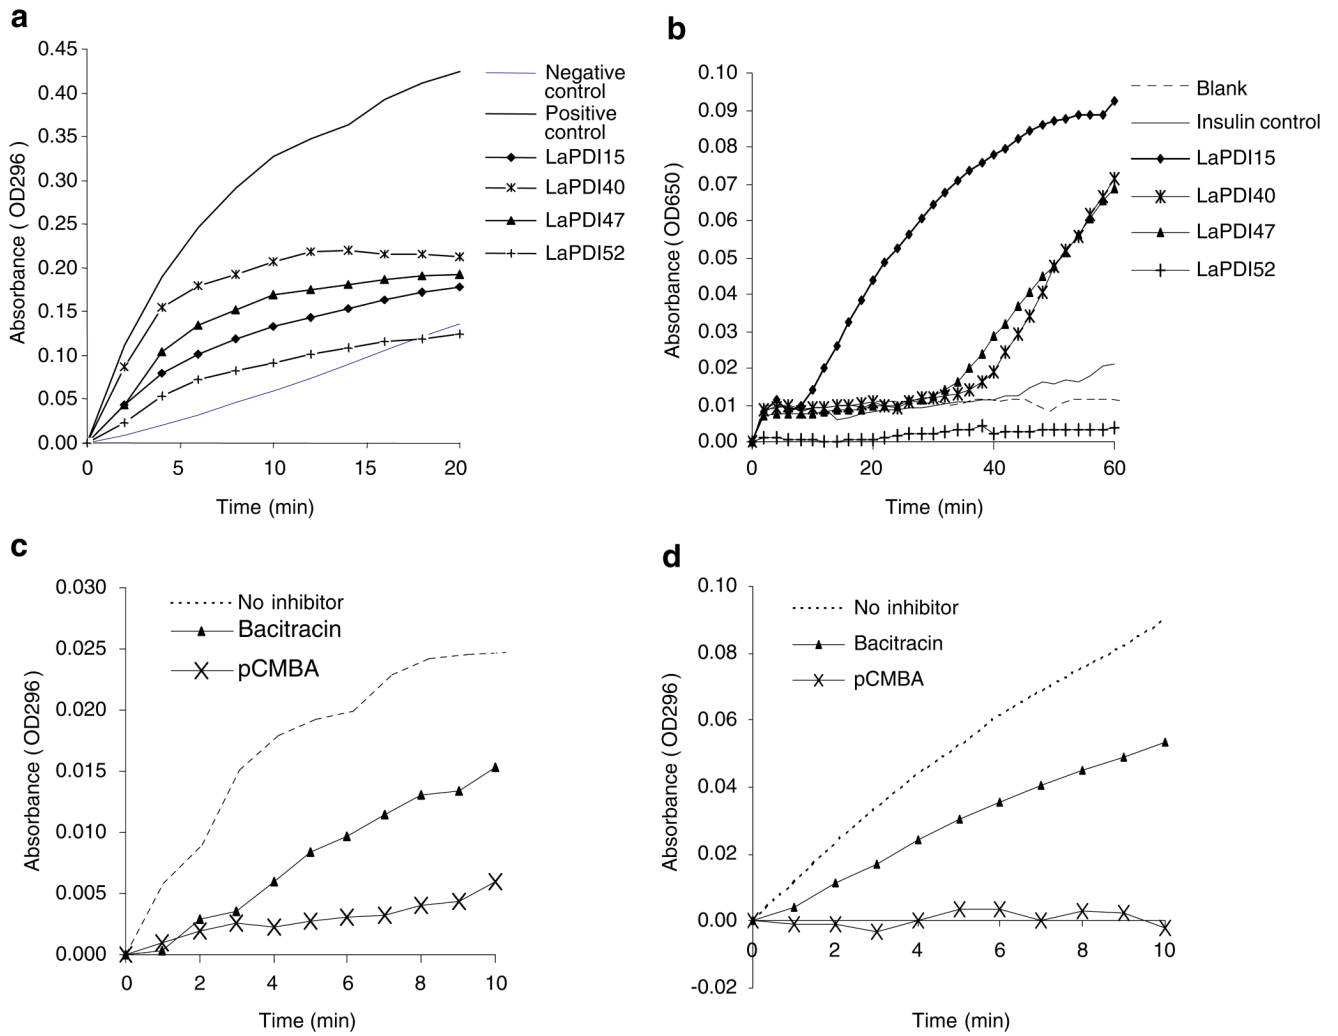 a
0.45
0.40
0.35
0.30
0.25
0.20
0.15
0.10
0.05
0.00
0
5
10
15
20
Absorbance ( OD296 )
Time (min)
Negative
control
Positive
control
LaPDI15
LaPDI40
LaPDI47
LaPDI52
b
0.10
0.09
0.08
0.07
0.06
0.05
0.04
0.03
0.02
0.01
0.00
0
20
40
60
Absorbance ( OD650)
Time (min)
Blank
Insulin control
LaPDI15
LaPDI40
LaPDI47
LaPDI52
c
0.030
0.025
0.020
0.015
0.010
0.005
0.000
0
2
4
6
8
10
Absorbance ( OD296)
Time (min)
No inhibitor
Bacitracin
pCMBA
d
0.10
0.08
0.06
0.04
0.02
0.00
-0.02
0
2
4
6
8
10
Absorbance ( OD296)
Time (min)
No inhibitor
Bacitracin
pCMBA